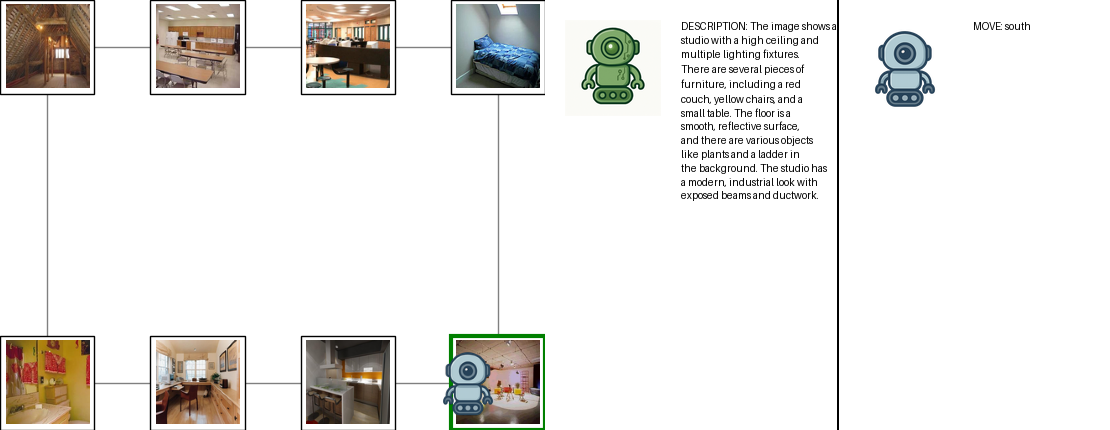 DESCRIPTION: The image shows a
studio with a high ceiling and
multiple lighting fixtures.
There are several pieces of
furniture, including a red
couch, yellow chairs, and a
small table. The floor is a
smooth, reflective surface,
and there are various objects
like plants and a ladder in
the background. The studio has
a modern, industrial look with
exposed beams and ductwork.
MOVE: south